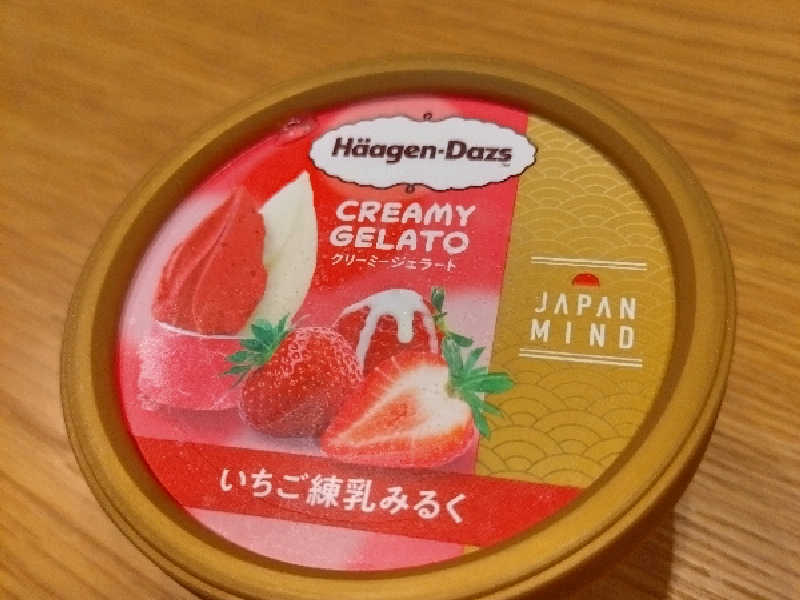 Häagen-Dazs
CREAMY
GELATO
クリーミージェラート
JAPAN
MIND
いちご練乳みるく